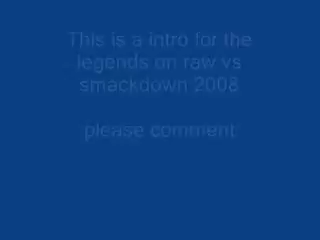 This is a intro for the
legends on raw vs
smackdown 2008
please comment